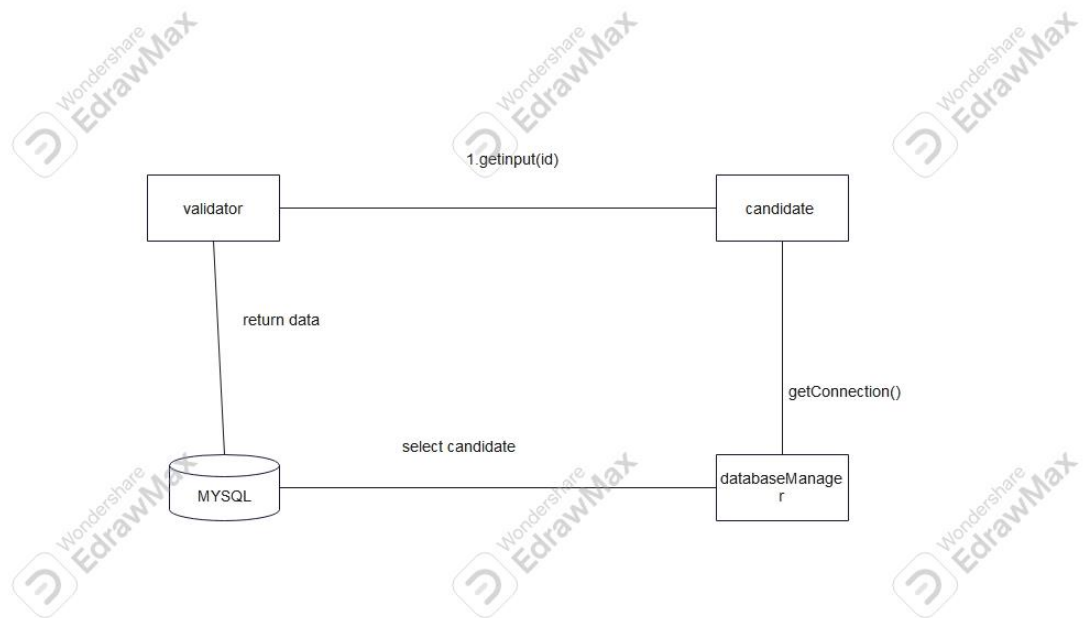 Wondershare
EdrawMax
Wondershare
EdrawMax
Wondershare
EdrawMax
1.getinput(id)
validator
candidate
return data
getConnection()
select candidate
MYSQL
databaseManage
r
Wondershare
EdrawMax
Wondershare
EdrawMax
Wondershare
EdrawMax